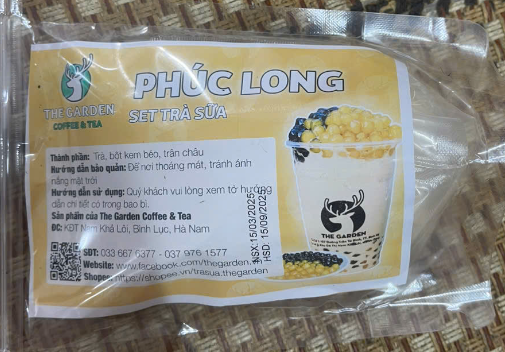 PHÚC LONG
SET TRÀ SỮA
THE GARDEN
COFFEE & TEA
Thành phần: Trà, bột kem béo, trân châu
Hướng dẫn bảo quản: Để nơi thoáng mát, tránh ánh
nắng mặt trời
Hướng dẫn sử dụng: Quý khách vui lòng xem tờ hướng
dẫn chi tiết có trong bao bì.
Sản phẩm của The Garden Coffee & Tea
ĐC: KĐT Nam Khả Lôi, Bình Lục, Hà Nam
SĐT: 033 667 6377 - 037 976 1577
Website: www.facebook.com/thegarden.
Shopee: https://shopee.vn/trasua.thegarden
NSX:15/03/2025
HSD: 15/09/2025
THE GARDEN